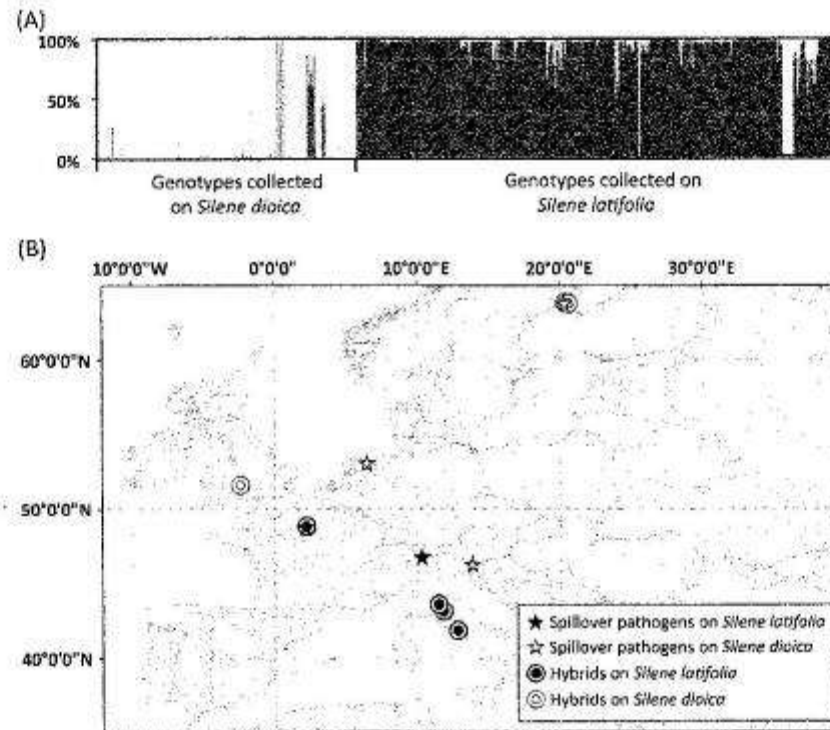 (A)
100%
50%
0%
Genotypes collected
on Silene dioica
Genotypes collected on
Silene latifolia
(B)
10°0'0"W 0°0'0" 10°0'0"E 20°0'0"E 30°0'0"E
60°0'0"N
50°0'0"N
40°0'0"N
Spillover pathogens on Silene latifolia
Spillover pathogens on Silene dioica
Hybrids on Silene latifolia
Hybrids on Silene dioica